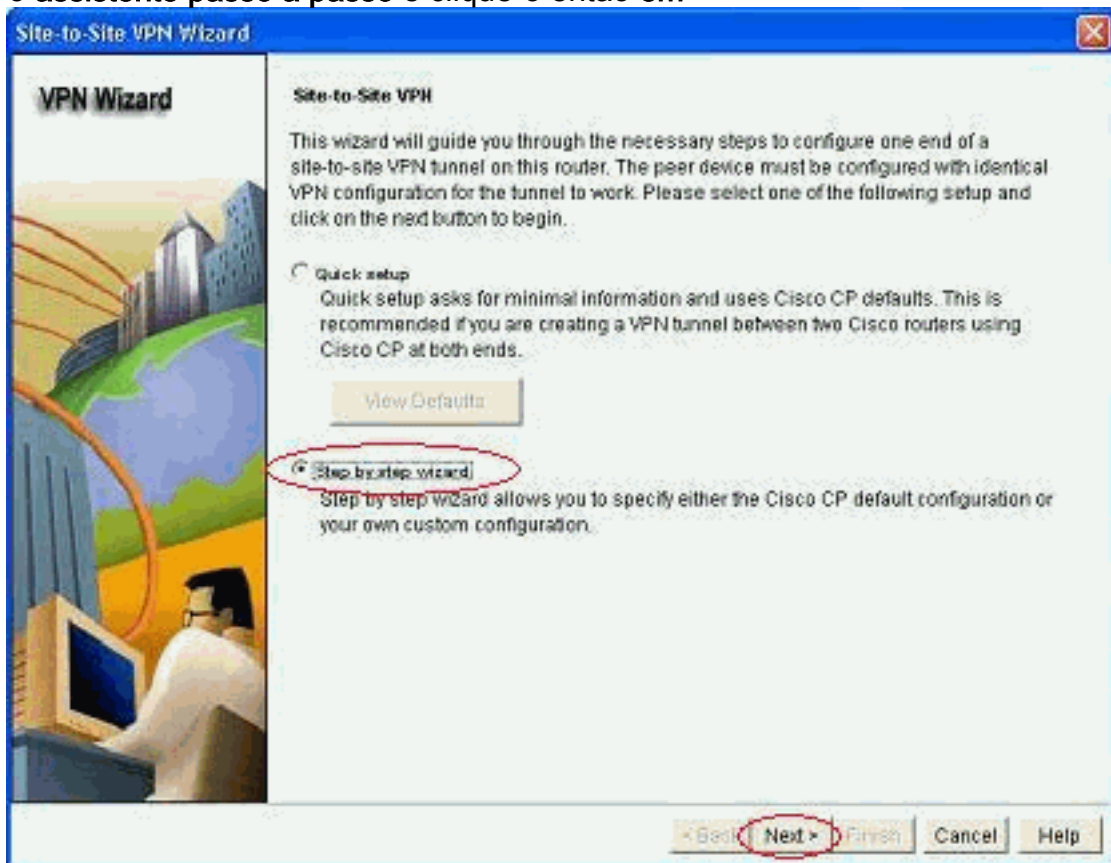 o assistente passo a passo e clique o então em
Site-to-Site VPN Wizard
VPN Wizard
Site-to-Site VPN
This wizard will guide you through the necessary steps to configure one end of a
site-to-site VPN tunnel on this router. The peer device must be configured with identical
VPN configuration for the tunnel to work. Please select one of the following setup and
click on the next button to begin.
Quick setup
Quick setup asks for minimal information and uses Cisco CP defaults. This is
recommended if you are creating a VPN tunnel between two Cisco routers using
Cisco CP at both ends.
View Defaults
Step by step wizard
Step by step wizard allows you to specify either the Cisco CP default configuration or
your own custom configuration.
< Back Next > Finish Cancel Help